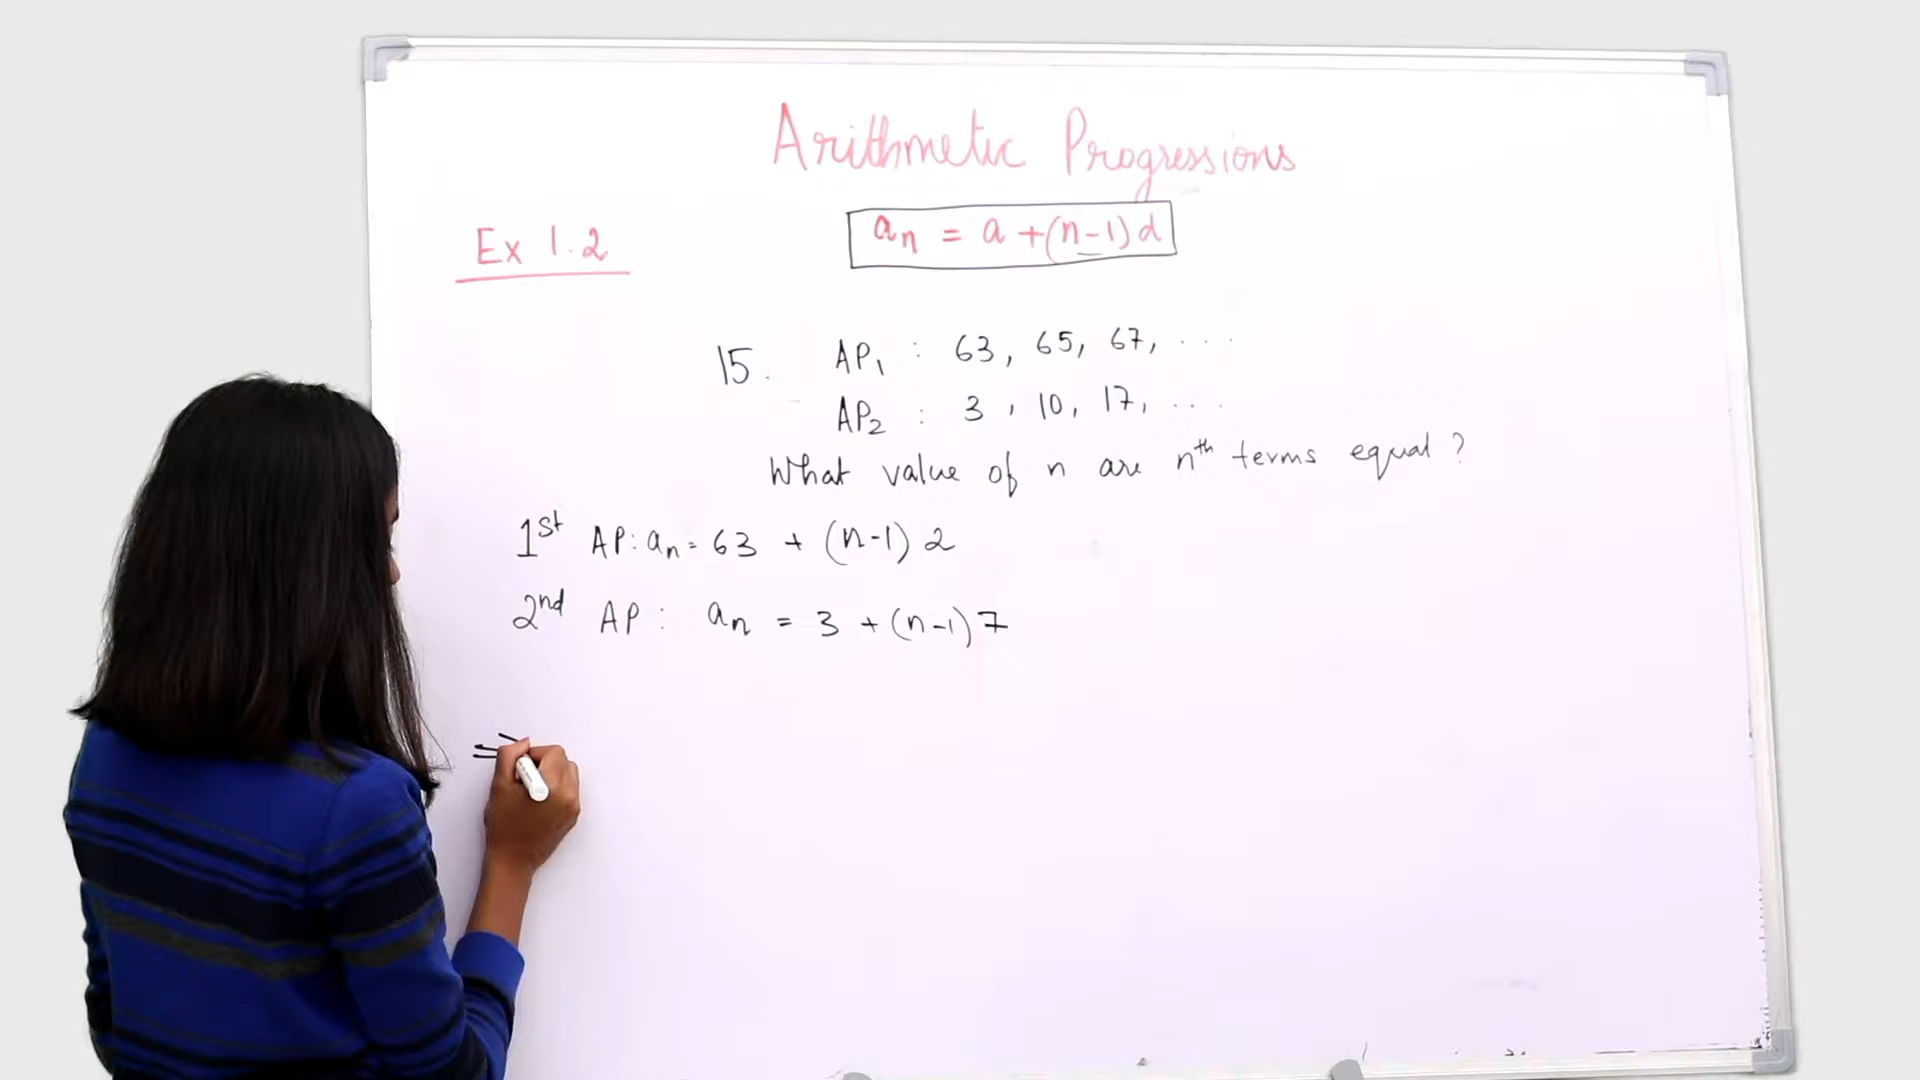 Arithmetic Progressions
Ex 1.2
aₙ = a + (n-1) d
15. AP₁ : 63, 65, 67, ....
AP₂ : 3, 10, 17, ....
What value of n are nᵗʰ terms equal ?
1ˢᵗ AP: aₙ = 63 + (n-1) 2
2ⁿᵈ AP : aₙ = 3 + (n-1) 7
⇒